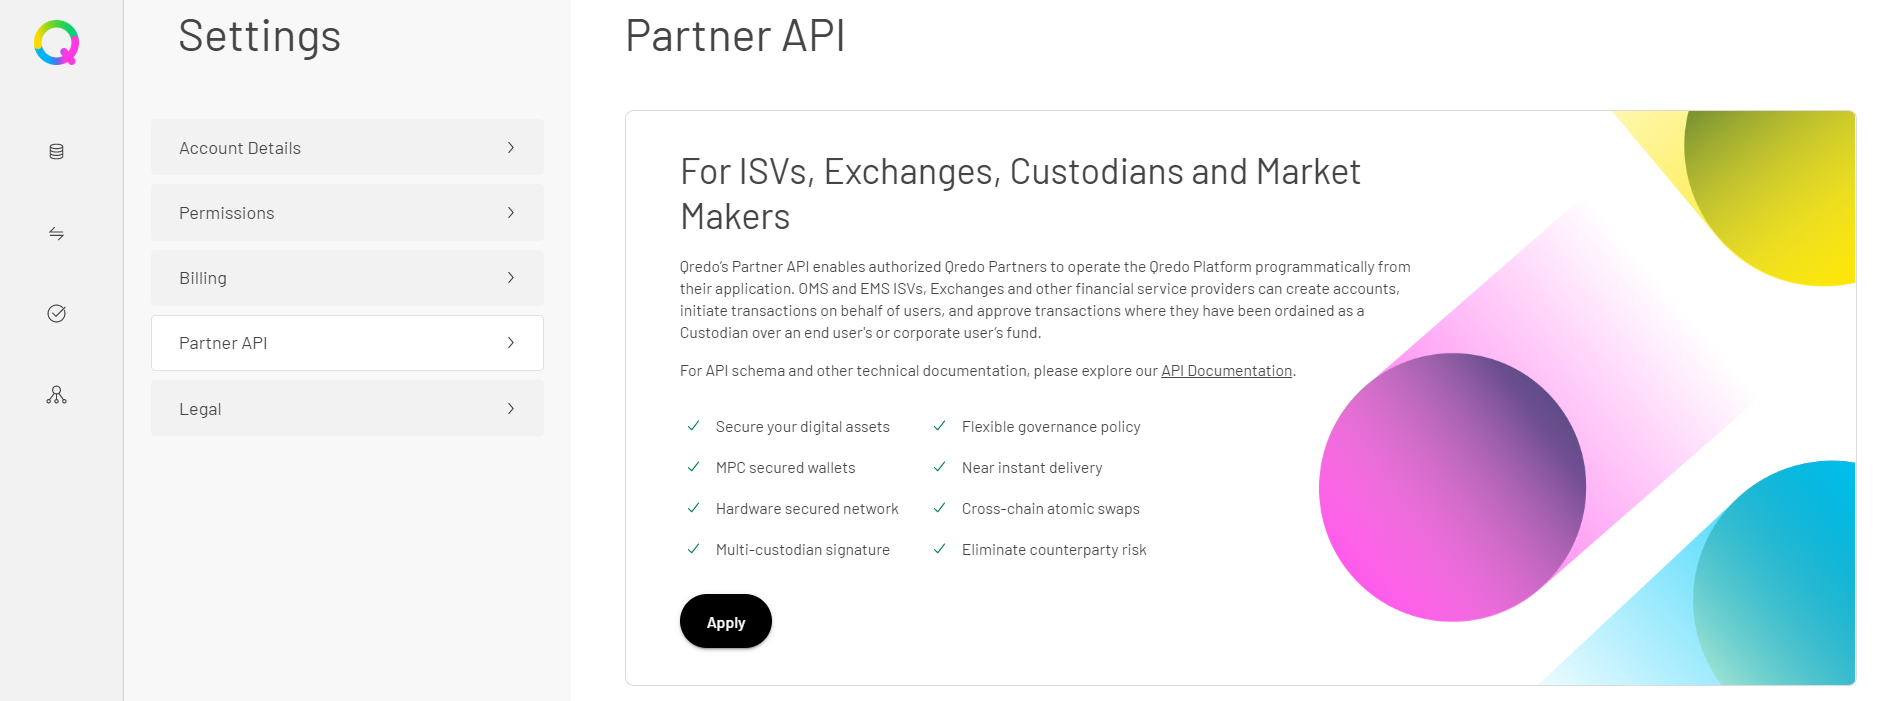 Settings
Account Details
Permissions
Billing
Partner API
Legal
Partner API
For ISVs, Exchanges, Custodians and Market
Makers
Qredo’s Partner API enables authorized Qredo Partners to operate the Qredo Platform programmatically from
their application. OMS and EMS ISVs, Exchanges and other financial service providers can create accounts,
initiate transactions on behalf of users, and approve transactions where they have been ordained as a
Custodian over an end user's or corporate user’s fund.
For API schema and other technical documentation, please explore our API Documentation.
Secure your digital assets
Flexible governance policy
MPC secured wallets
Near instant delivery
Hardware secured network
Cross-chain atomic swaps
Multi-custodian signature
Eliminate counterparty risk
Apply